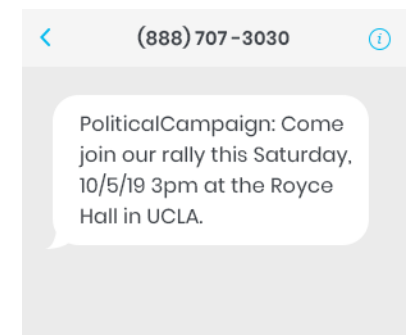 (888) 707-3030
PoliticalCampaign: Come
join our rally this Saturday,
10/5/19 3pm at the Royce
Hall in UCLA.